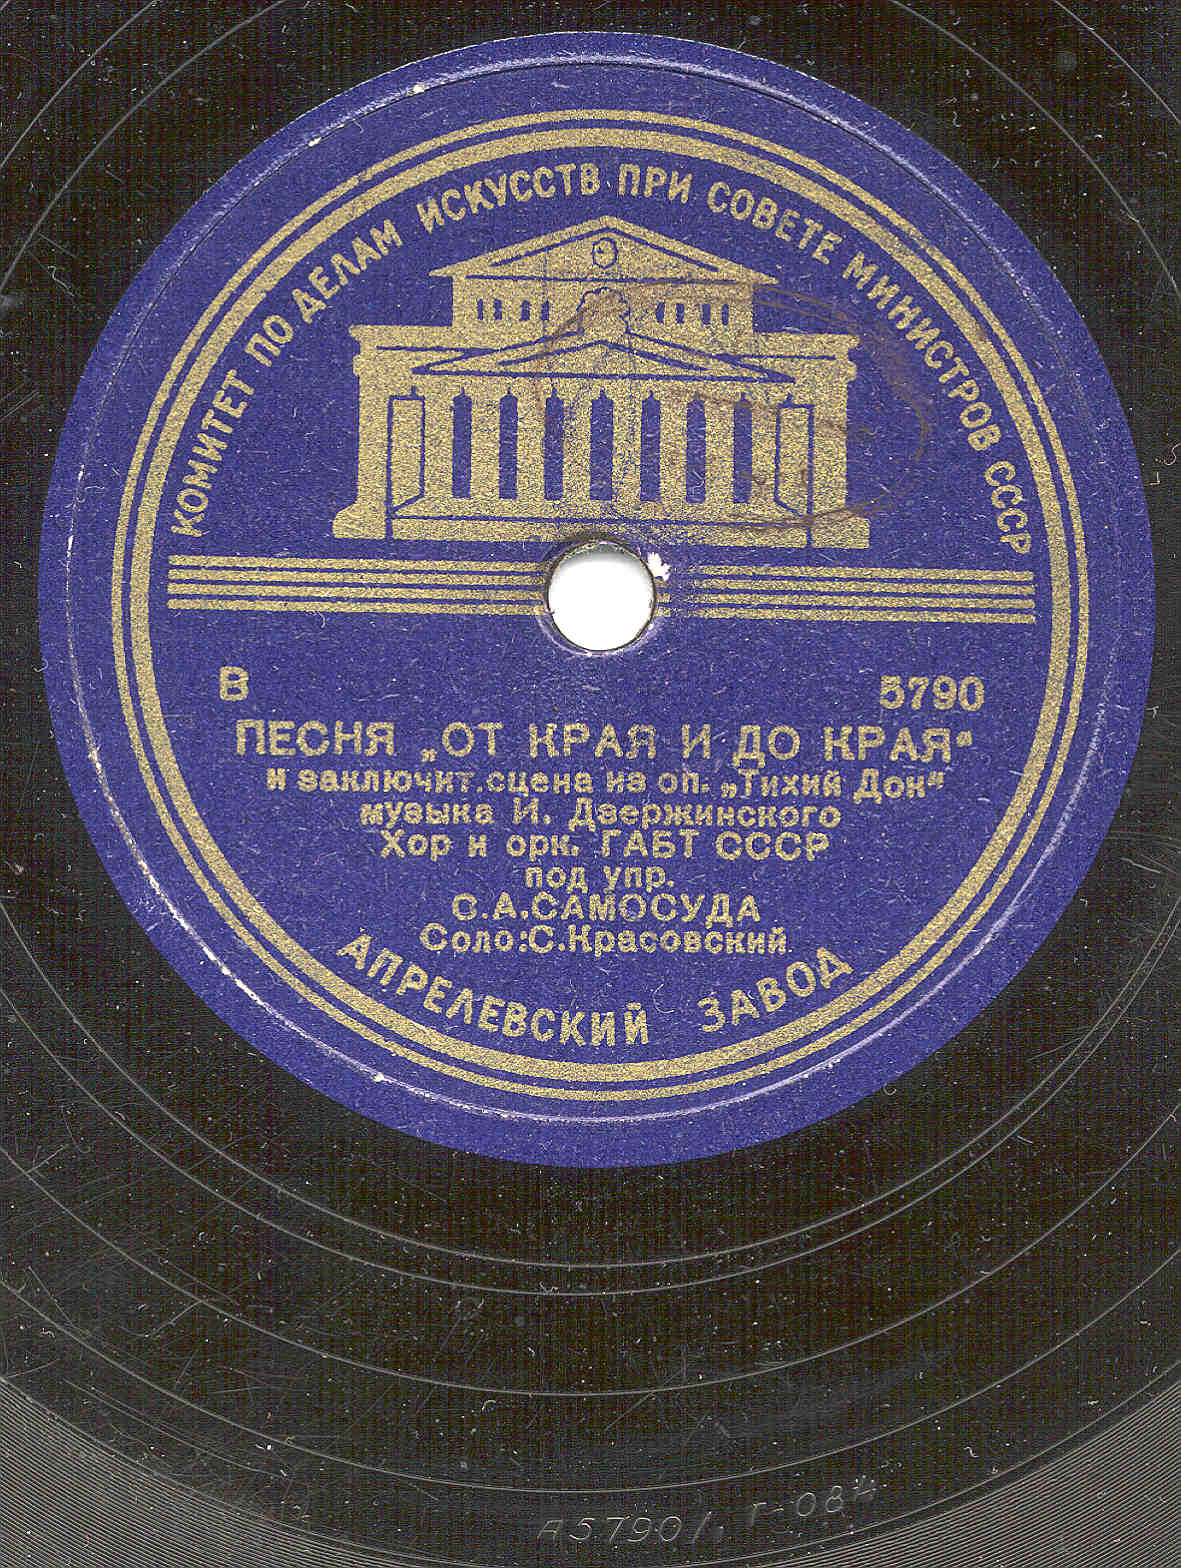 КОМИТЕТ ПО ДЕЛАМ ИСКУССТВ ПРИ СОВЕТЕ МИНИСТРОВ СССР
В 5790
ПЕСНЯ „ОТ КРАЯ И ДО КРАЯ“
и заключит.сцена из оп. „Тихий Дон“
музыка И. Дзержинского
Хор и орк. ГАБТ СССР
под упр.
С.А.САМОСУДА
Соло:С.Красовский
АПРЕЛЕВСКИЙ ЗАВОД
А5790/. Г-084